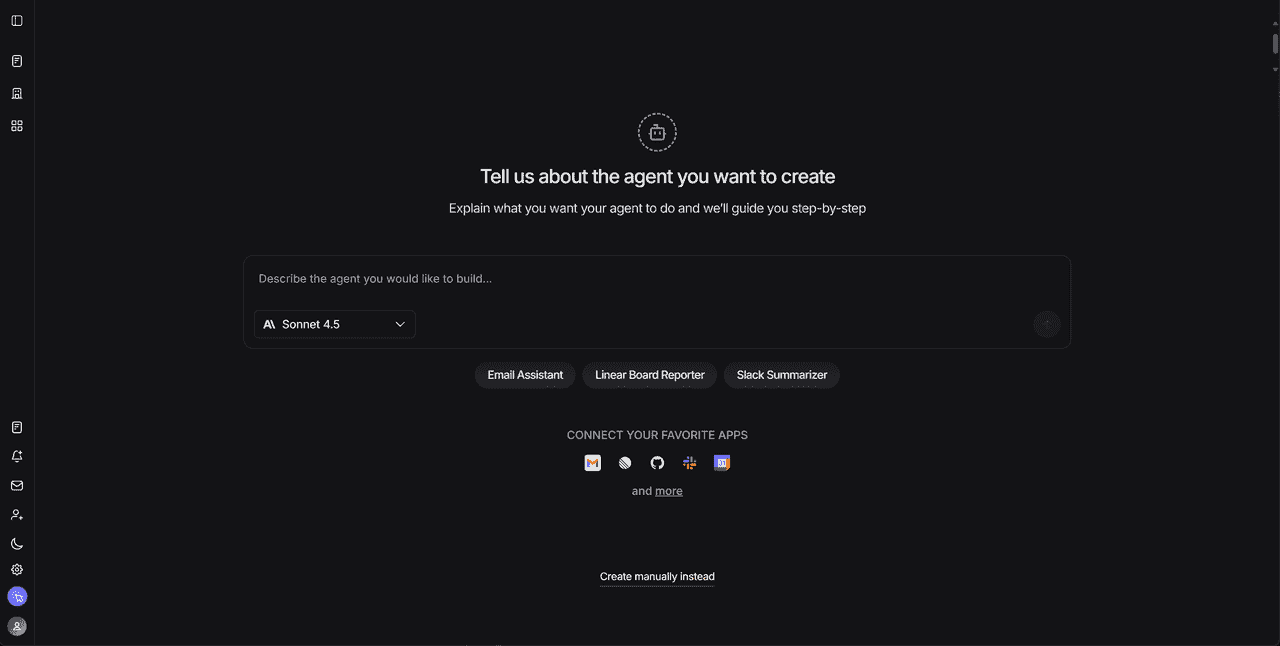 Tell us about the agent you want to create
Explain what you want your agent to do and we'll guide you step-by-step
Describe the agent you would like to build...
Sonnet 4.5
Email Assistant
Linear Board Reporter
Slack Summarizer
CONNECT YOUR FAVORITE APPS
31
and more
Create manually instead